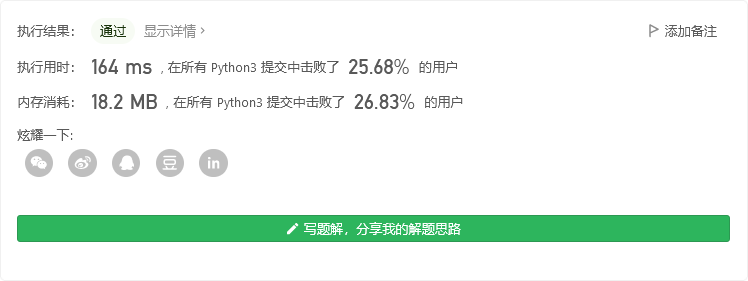 执行结果： 通过 显示详情 › 添加备注
执行用时： 164 ms , 在所有 Python3 提交中击败了 25.68% 的用户
内存消耗： 18.2 MB , 在所有 Python3 提交中击败了 26.83% 的用户
炫耀一下:
豆 in
写题解，分享我的解题思路